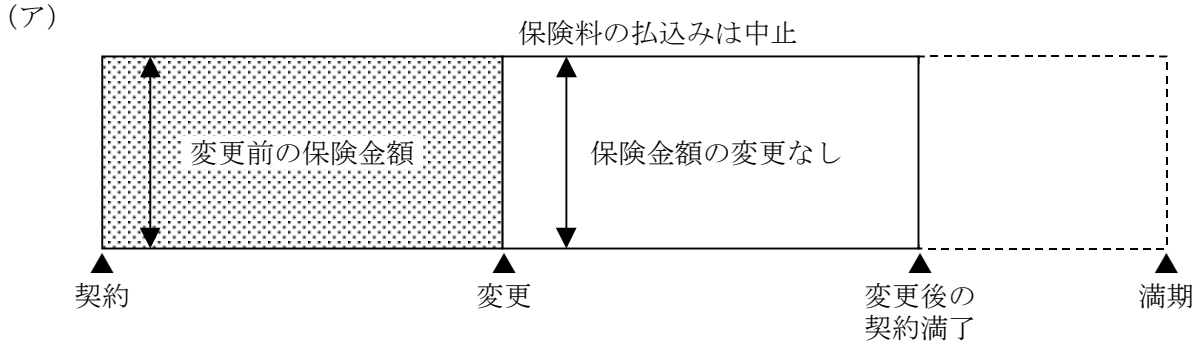 (ア)
保険料の払込みは中止
変更前の保険金額
保険金額の変更なし
契約
変更
変更後の
契約満了
満期